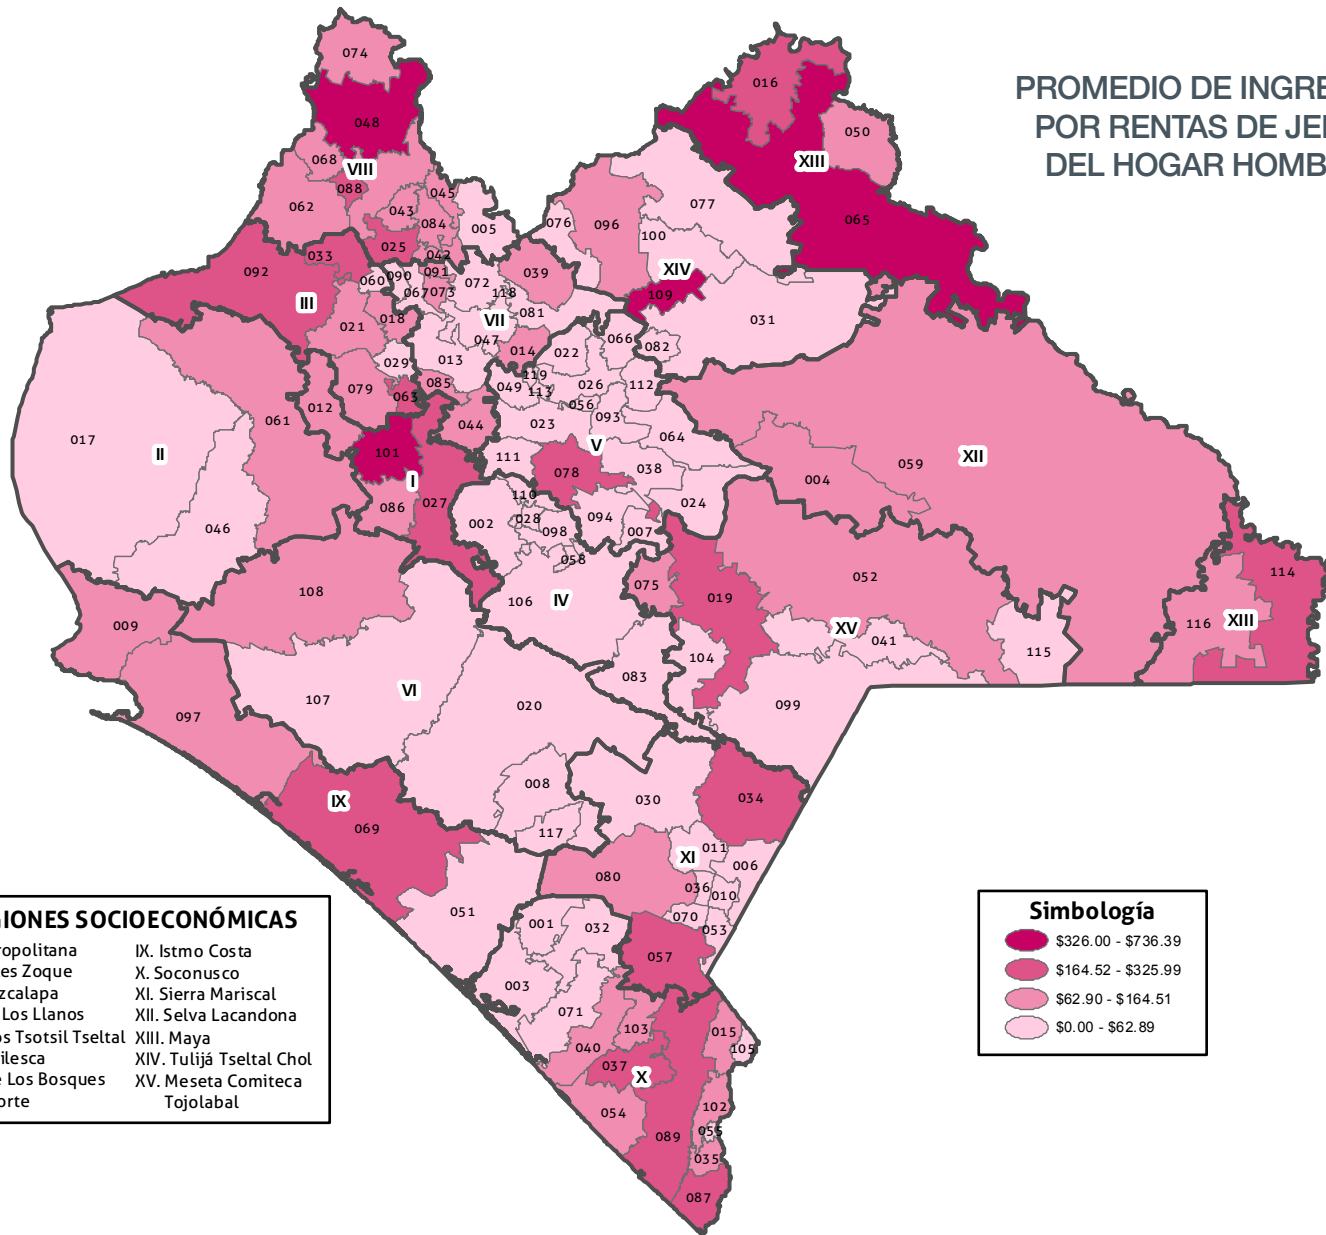 PROMEDIO DE INGRE
POR RENTAS DE JE
DEL HOGAR HOMB
074
048
068
VIII
088
062
043
045
084
005
025
042
092
033
III
060
090
091
067
073
072
118
039
076
096
077
100
XIV
109
016
050
XIII
065
031
021
018
VII
081
047
014
013
029
085
079
063
012
061
044
101
I
017
II
046
086
027
022
066
082
119
049
113
026
112
056
093
023
064
V
111
078
038
024
110
002
028
098
094
007
058
106
IV
075
019
059
XII
004
052
XV
041
115
104
099
083
114
116
XIII
108
009
107
VI
097
020
008
117
030
034
IX
069
051
XI
011
006
036
010
070
053
080
001
032
057
003
071
103
040
037
X
015
105
054
089
102
055
035
087
GIONES SOCIOECONÓMICAS
ropolitana
es Zoque
zcalapa
Los Llanos
os Tsotsil Tseltal
ilesca
e Los Bosques
orte
IX. Istmo Costa
X. Soconusco
XI. Sierra Mariscal
XII. Selva Lacandona
XIII. Maya
XIV. Tulijá Tseltal Chol
XV. Meseta Comiteca
Tojolabal
Simbología
$326.00 - $736.39
$164.52 - $325.99
$62.90 - $164.51
$0.00 - $62.89